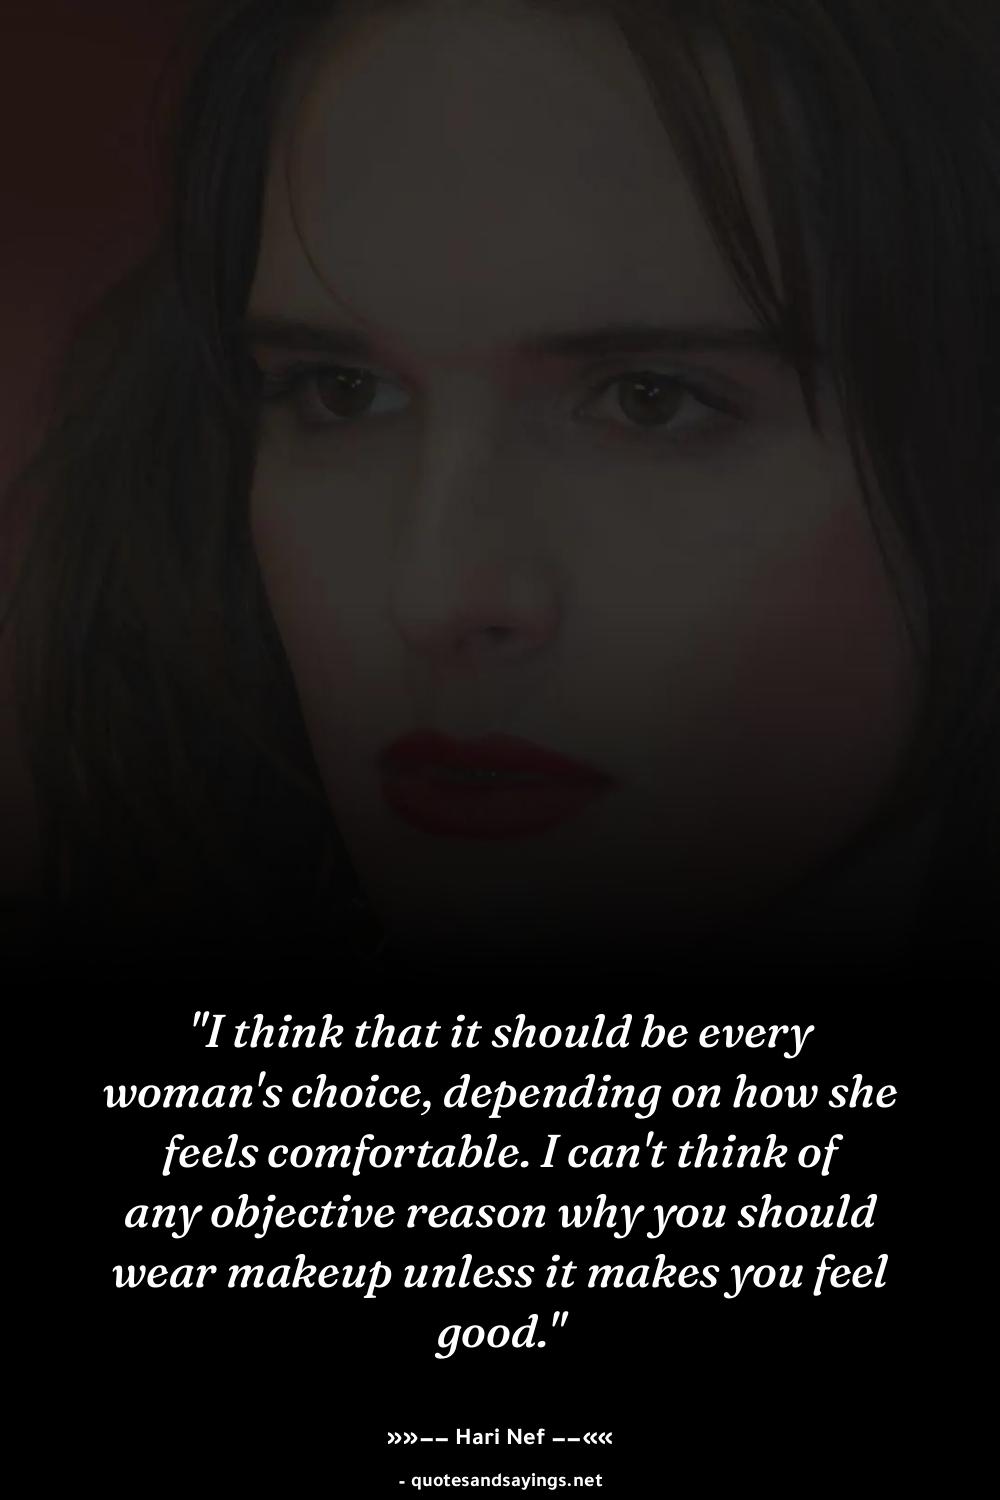 "I think that it should be every
woman's choice, depending on how she
feels comfortable. I can't think of
any objective reason why you should
wear makeup unless it makes you feel
good."
»»–– Hari Nef ––««
- quotesandsayings.net